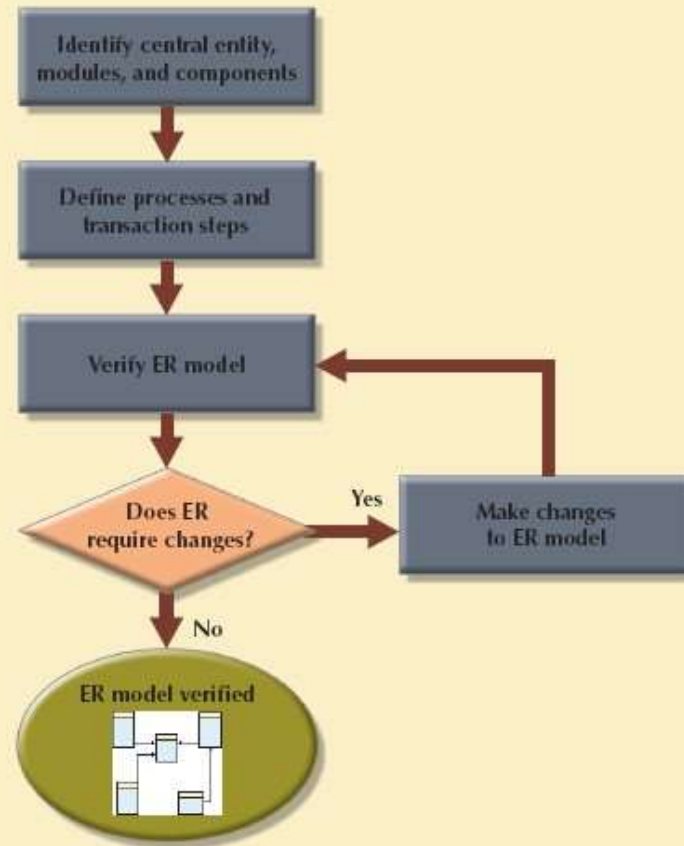 Identify central entity,
modules, and components
Define processes and
transaction steps
Verify ER model
Does ER
require changes?
Yes
Make changes
to ER model
No
ER model verified